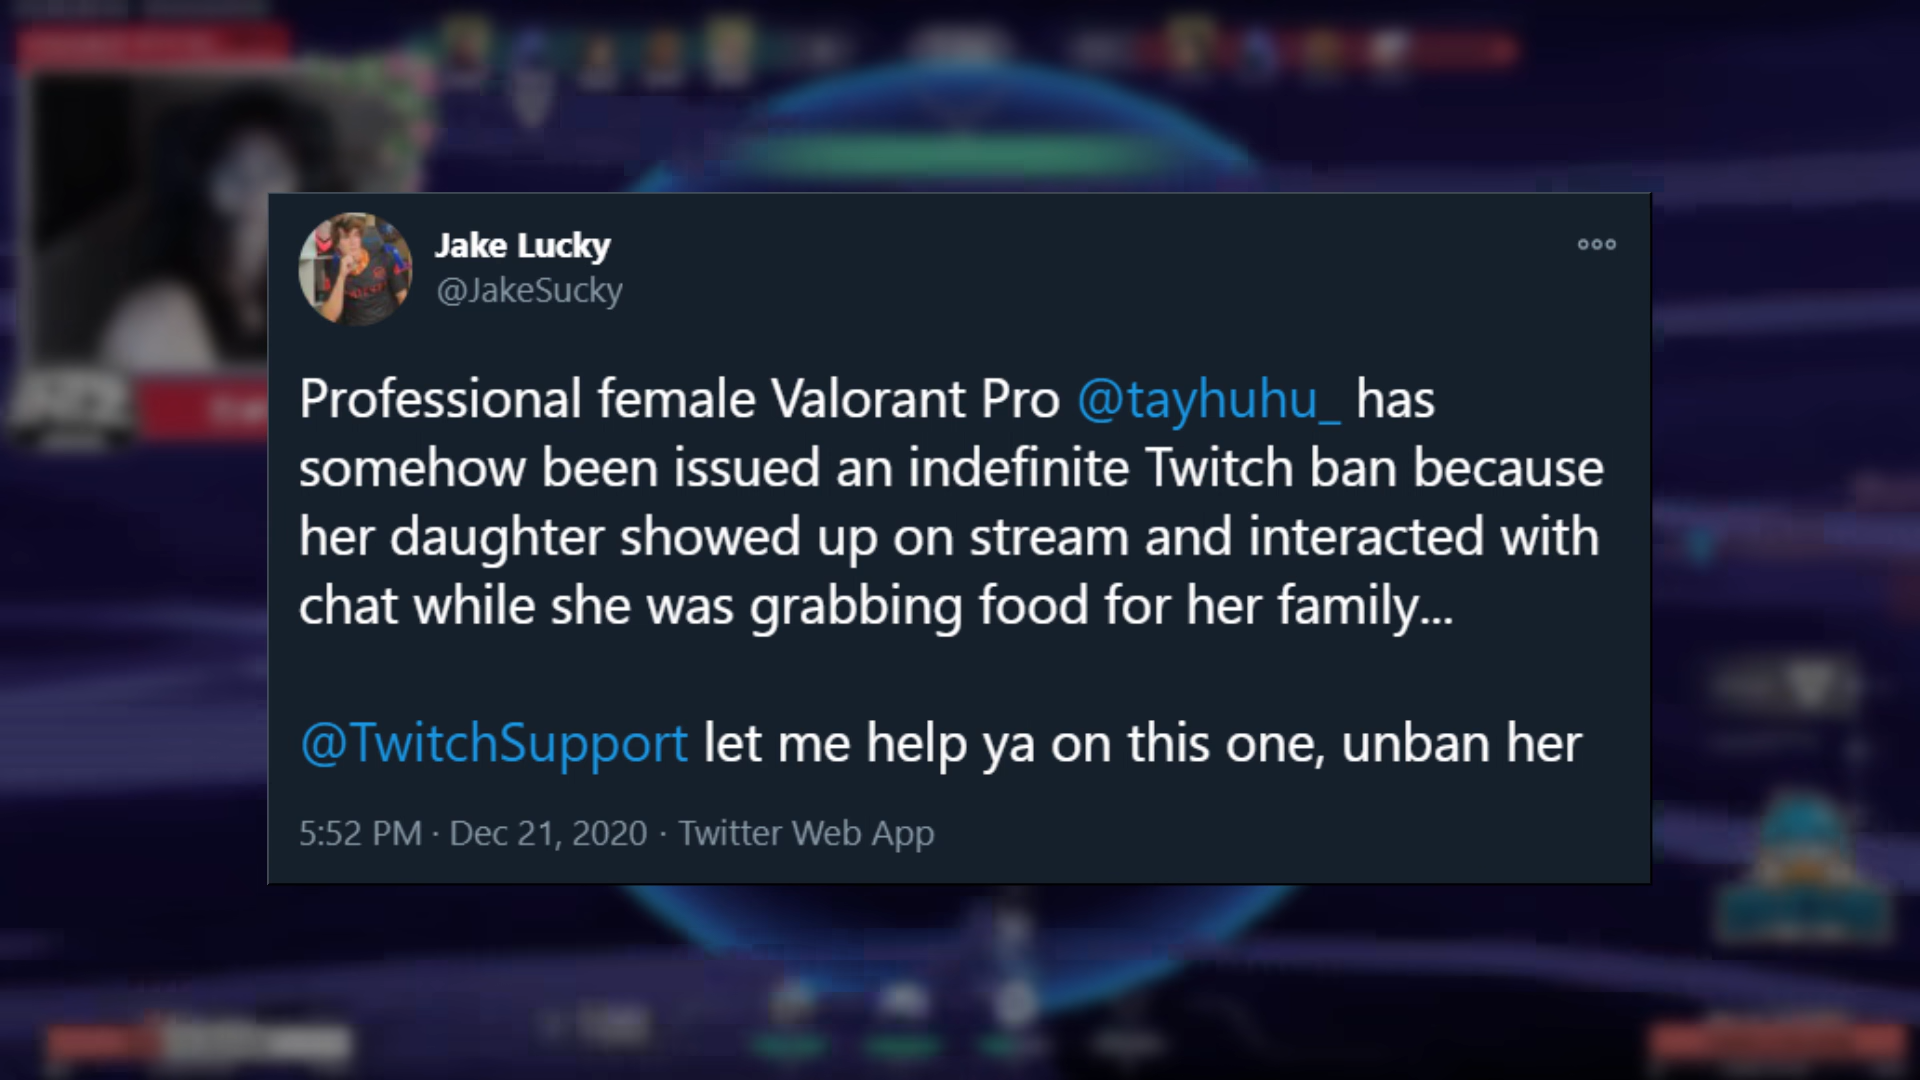 Jake Lucky
@JakeSucky
Professional female Valorant Pro @tayhuhu_ has
somehow been issued an indefinite Twitch ban because
her daughter showed up on stream and interacted with
chat while she was grabbing food for her family...
@TwitchSupport let me help ya on this one, unban her
5:52 PM · Dec 21, 2020 · Twitter Web App